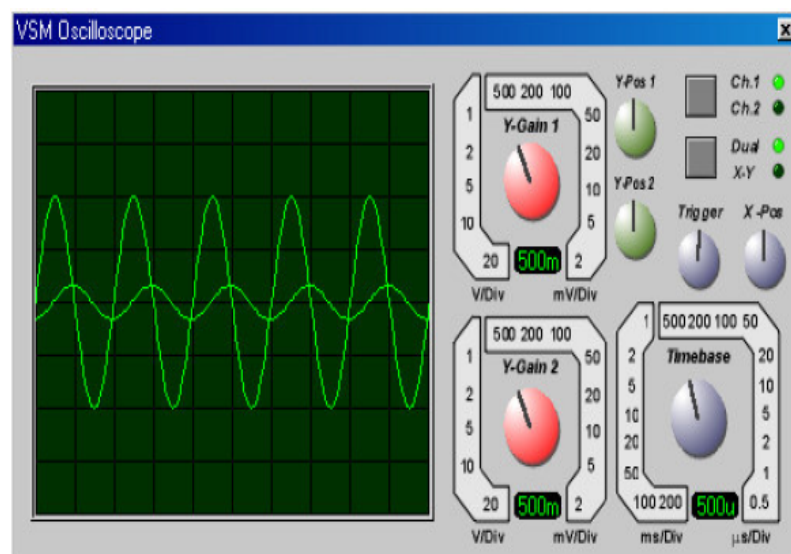 VSM Oscilloscope
x
500 200 100
1
2
5
10
20
Y-Gain 1
50
20
10
5
2
500m
V/Div
mV/Div
Y-Pos 1
Y-Pos 2
Ch.1
Ch.2
Dual
X-Y
Trigger
X-Pos
500 200 100
1
2
5
10
20
Y-Gain 2
50
20
10
5
2
500m
V/Div
mV/Div
1
500 200 100 50
2
5
10
20
50
100 200
Timebase
20
10
5
2
1
0.5
500u
ms/Div
µs/Div